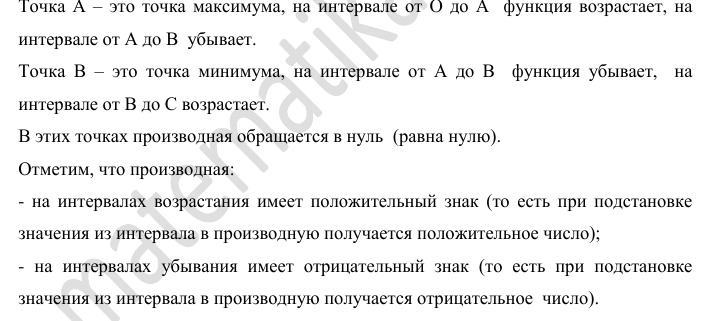 Точка А – это точка максимума, на интервале от О до А функция возрастает, на
интервале от А до В убывает.
Точка В – это точка минимума, на интервале от А до В функция убывает, на
интервале от В до С возрастает.
В этих точках производная обращается в нуль (равна нулю).
Отметим, что производная:
- на интервалах возрастания имеет положительный знак (то есть при подстановке
значения из интервала в производную получается положительное число);
- на интервалах убывания имеет отрицательный знак (то есть при подстановке
значения из интервала в производную получается отрицательное число).
matematika